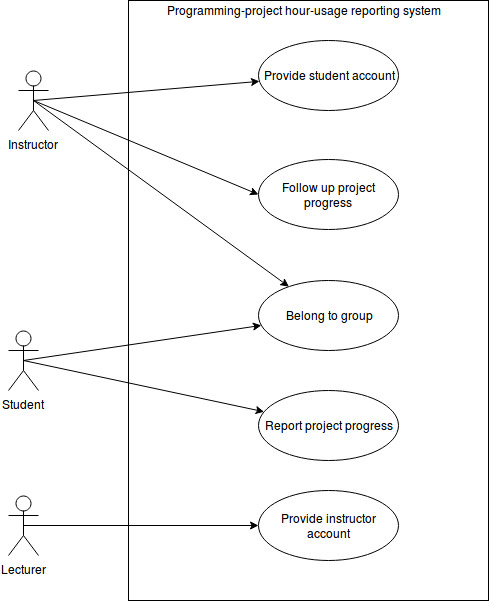 Programming-project hour-usage reporting system
Provide student account
Instructor
Follow up project
progress
Belong to group
Student
Report project progress
Provide instructor
account
Lecturer